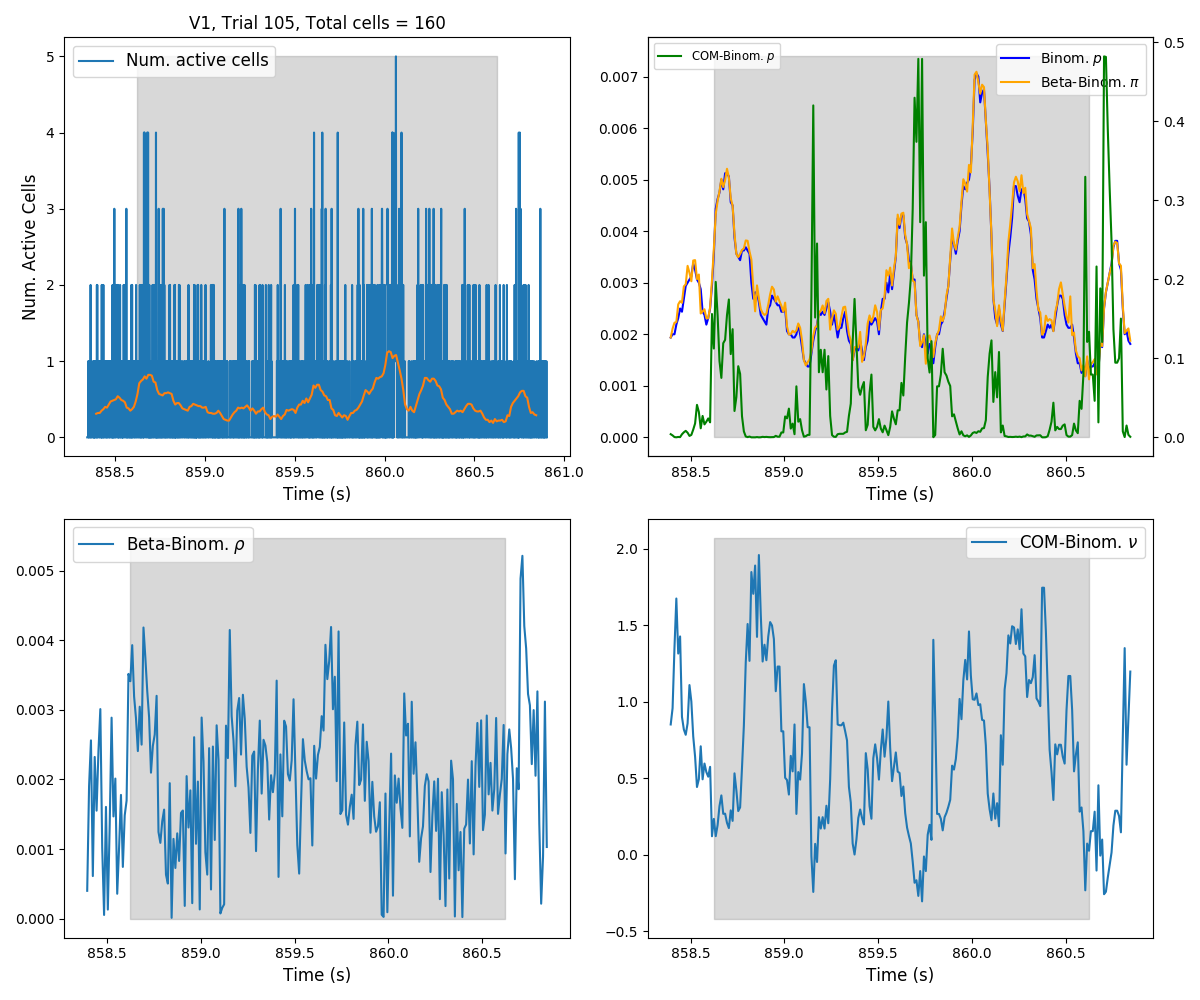 V1, Trial 105, Total cells = 160
Num. active cells
Num. Active Cells
5
4
3
2
1
0
858.5 859.0 859.5 860.0 860.5 861.0
Time (s)
COM-Binom. p
Binom. p
Beta-Binom. π
0.007
0.006
0.005
0.004
0.003
0.002
0.001
0.000
0.5
0.4
0.3
0.2
0.1
0.0
858.5 859.0 859.5 860.0 860.5
Time (s)
Beta-Binom. ρ
0.005
0.004
0.003
0.002
0.001
0.000
858.5 859.0 859.5 860.0 860.5
Time (s)
COM-Binom. ν
2.0
1.5
1.0
0.5
0.0
−0.5
858.5 859.0 859.5 860.0 860.5
Time (s)